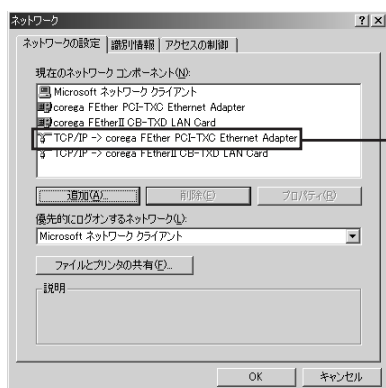 ネットワーク
ネットワークの設定 識別情報 アクセスの制御
現在のネットワーク コンポーネント(N):
Microsoft ネットワーク クライアント
corega FEther PCI-TXC Ethernet Adapter
corega FEtherII CB-TXD LAN Card
TCP/IP -> corega FEther PCI-TXC Ethernet Adapter
TCP/IP -> corega FEtherII CB-TXD LAN Card
追加(A)... 削除(E) プロパティ(R)
優先的にログオンするネットワーク(L):
Microsoft ネットワーク クライアント
ファイルとプリンタの共有(F)...
説明
OK キャンセル